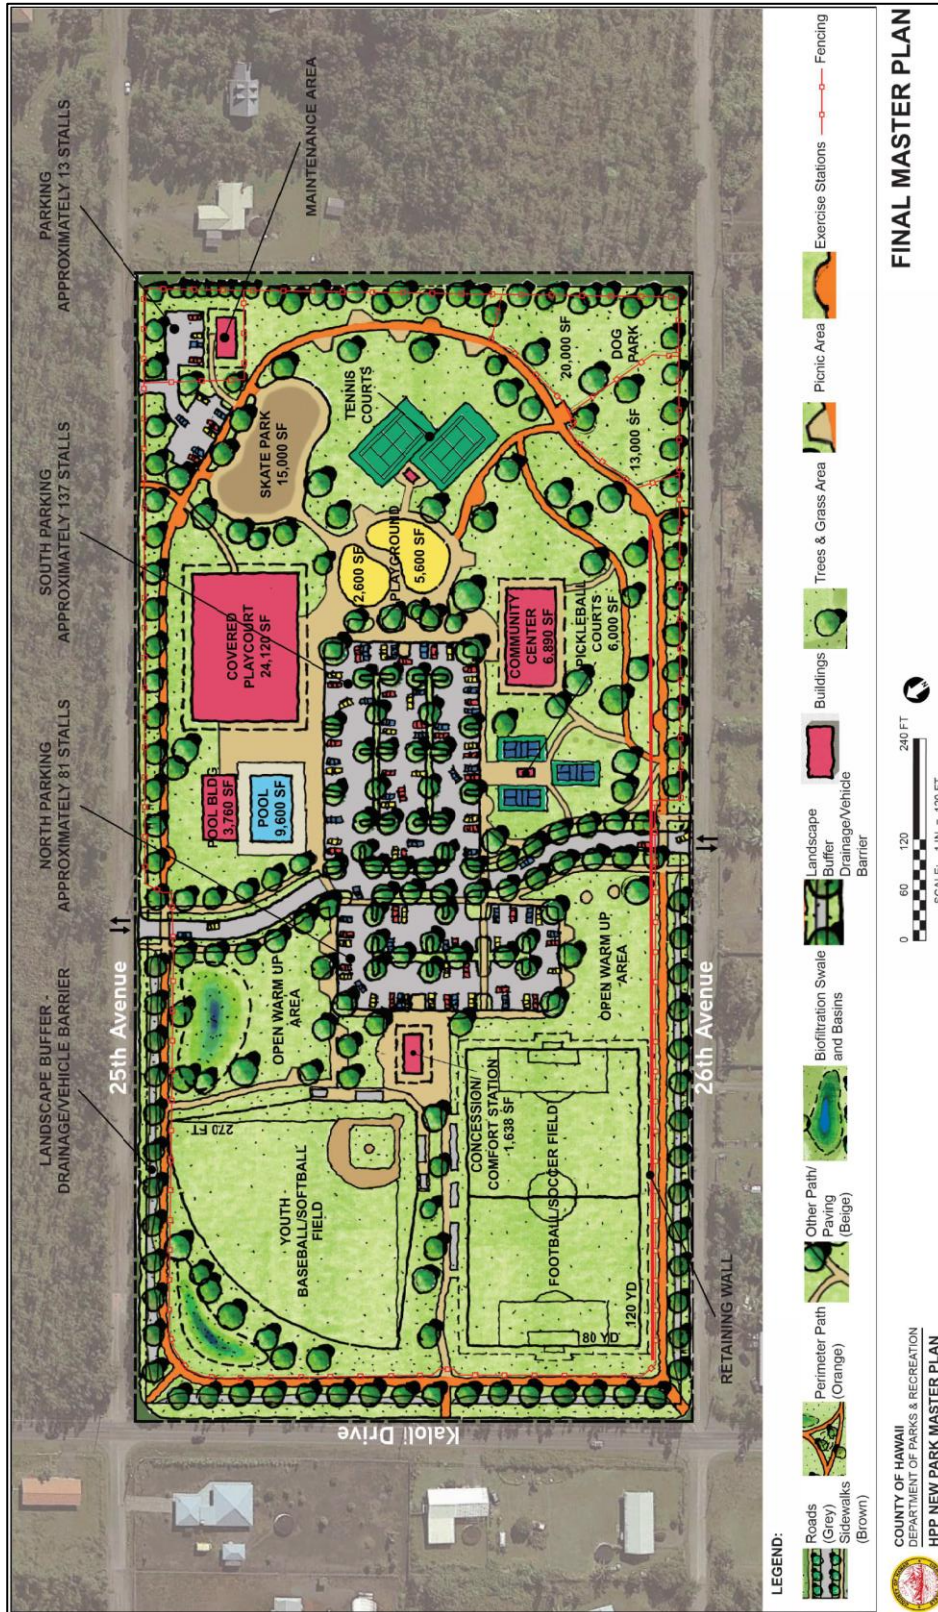 LANDSCAPE BUFFER -
DRAINAGE/VEHICLE BARRIER
NORTH PARKING
APPROXIMATELY 81 STALLS
SOUTH PARKING
APPROXIMATELY 137 STALLS
PARKING
APPROXIMATELY 13 STALLS
MAINTENANCE AREA
25th Avenue
270 FT
YOUTH
BASEBALL/SOFTBALL
FIELD
OPEN WARM UP
AREA
POOL BLDG
3,760 SF
POOL
9,600 SF
COVERED
PLAYCOURT
24,120 SF
SKATE PARK
15,000 SF
2,600 SF
PLAYGROUND
5,600 SF
TENNIS
COURTS
Kaloli Drive
CONCESSION/
COMFORT STATION
1,638 SF
FOOTBALL/SOCCER FIELD
80 YD
120 YD
OPEN WARM UP
AREA
COMMUNITY
CENTER
6,890 SF
PICKLEBALL
COURTS
6,000 SF
20,000 SF
DOG
PARK
13,000 SF
26th Avenue
RETAINING WALL
LEGEND:
Roads
(Grey)
Sidewalks
(Brown)
Perimeter Path
(Orange)
Other Path/
Paving
(Beige)
Biofiltration Swale
and Basins
Landscape
Buffer
Drainage/Vehicle
Barrier
Buildings
Trees & Grass Area
Picnic Area
Exercise Stations
Fencing
COUNTY OF HAWAII
DEPARTMENT OF PARKS & RECREATION
HPP NEW PARK MASTER PLAN
0 60 120 240 FT
N
FINAL MASTER PLAN